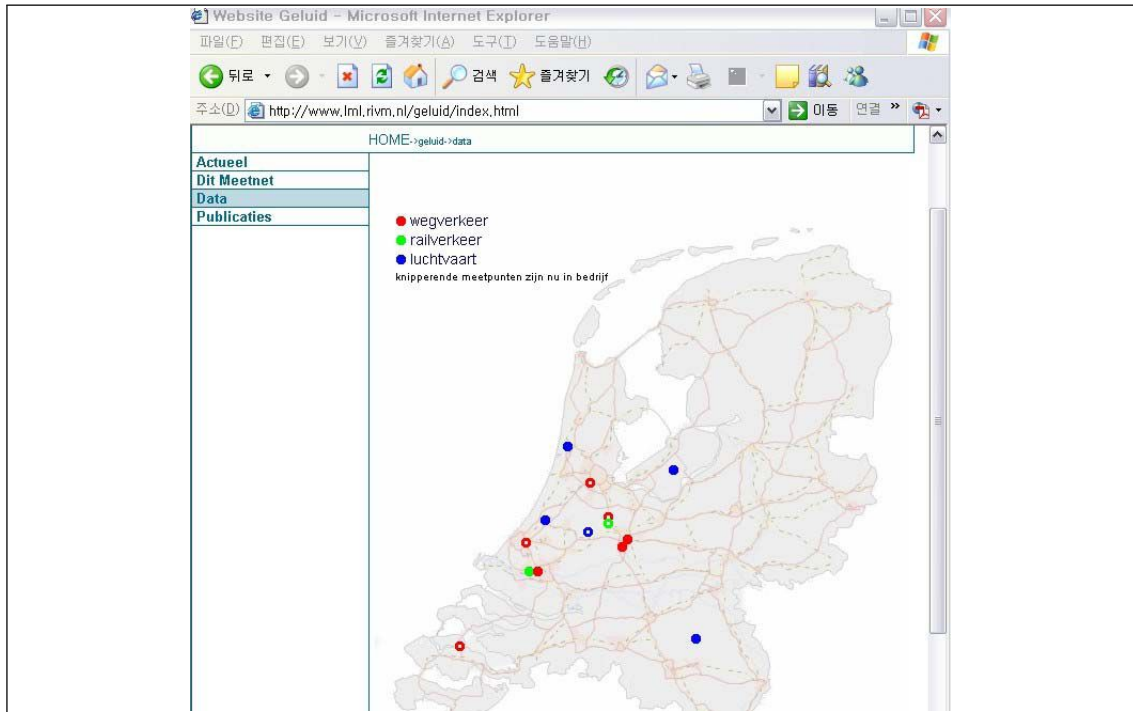 Website Geluid - Microsoft Internet Explorer
파일(F) 편집(E) 보기(V) 즐겨찾기(A) 도구(T) 도움말(H)
뒤로 검색 즐겨찾기
주소(D) http://www.lml.rivm.nl/geluid/index.html 이동 연결 »
HOME->geluid->data
Actueel
Dit Meetnet
Data
Publicaties
wegverkeer
railverkeer
luchtvaart
knipperende meetpunten zijn nu in bedrijf